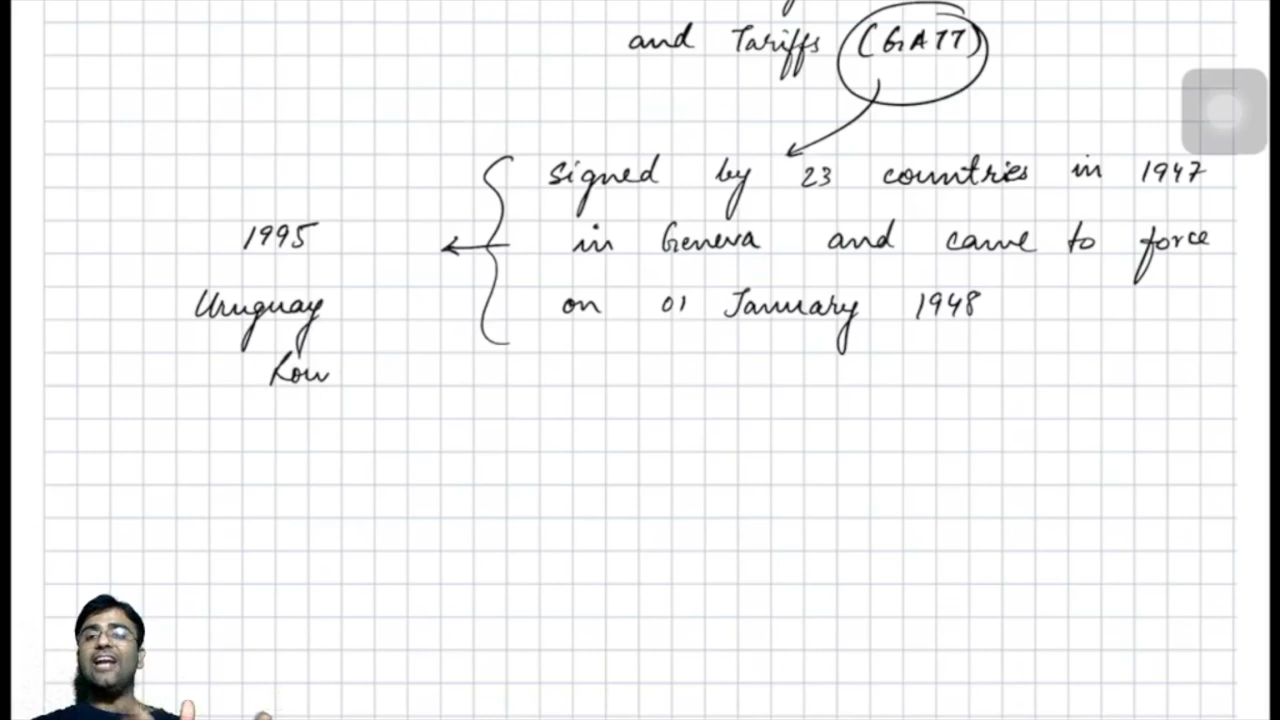 and Tariffs (GATT)
signed by 23 countries in 1947
in Geneva and came to force
on 01 January 1948
1995
Uruguay
Rou